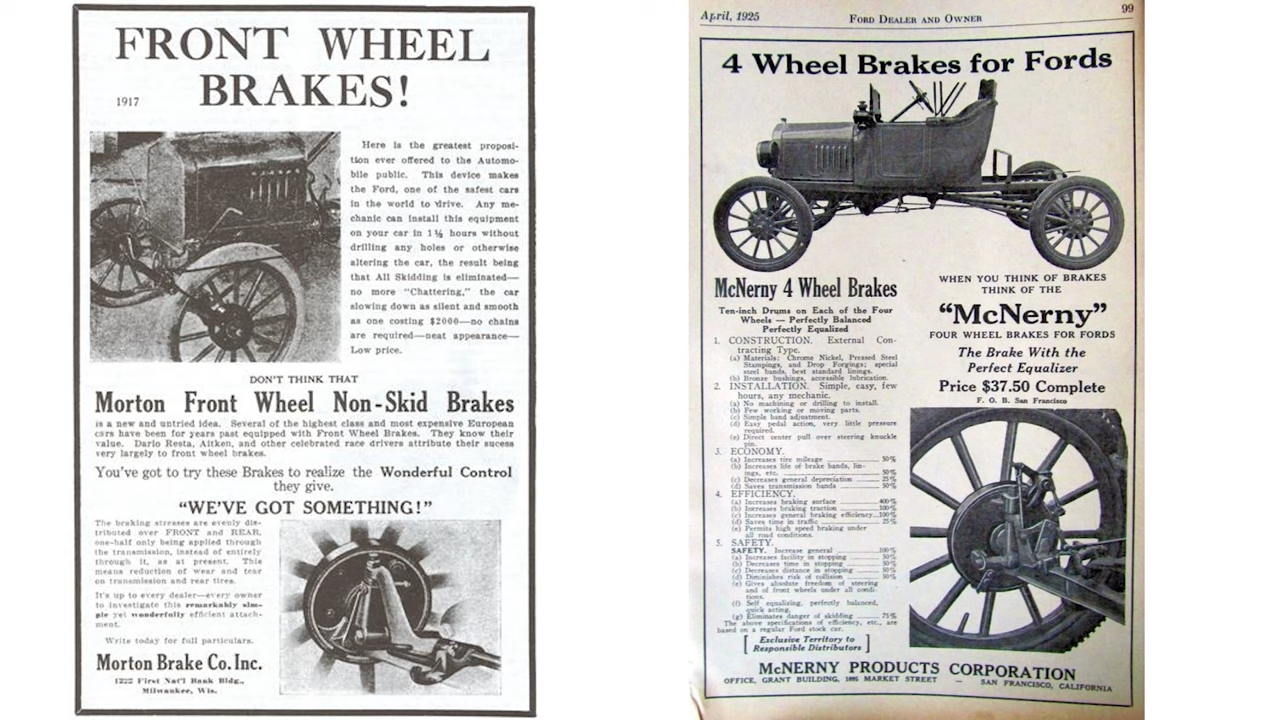 FRONT WHEEL
BRAKES!
1917
Here is the greatest proposi-
tion ever offered to the Automo-
bile public. This device makes
the Ford, one of the safest cars
in the world to drive. Any me-
chanic can install this equipment
on your car in 1½ hours without
drilling any holes or otherwise
altering the car, the result being
that All Skidding is eliminated—
no more "Chattering," the car
slowing down as silent and smooth
as one costing $2000—no chains
are required—neat appearance—
Low price.
DON'T THINK THAT
Morton Front Wheel Non-Skid Brakes
is a new and untried idea. Several of the highest class and most expensive European
cars have been for years past equipped with Front Wheel Brakes. They know their
value. Dario Resta, Aitken, and other celebrated race drivers attribute their sucess
very largely to front wheel brakes.
You've got to try these Brakes to realize the Wonderful Control
they give.
"WE'VE GOT SOMETHING!"
The braking stresses are evenly dis-
tributed over FRONT and REAR,
one-half only being applied through
the transmission, instead of entirely
through it, as at present. This
means reduction of wear and tear
on transmission and rear tires.
It's up to every dealer—every owner
to investigate this remarkably sim-
ple yet wonderfully efficient attach-
ment.
Write today for full particulars.
Morton Brake Co. Inc.
1222 First Nat'l Bank Bldg.,
Milwaukee, Wis.
April, 1925 FORD DEALER AND OWNER 99
4 Wheel Brakes for Fords
McNerny 4 Wheel Brakes
Ten-inch Drums on Each of the Four
Wheels — Perfectly Balanced
Perfectly Equalized
1. CONSTRUCTION. External Con-
tracting Type.
(a) Materials: Chrome Nickel, Pressed Steel
Stampings, and Drop Forgings; special
steel bands, best standard linings.
(b) Bronze bushings, accessible lubrication.
2. INSTALLATION. Simple, easy, few
hours, any mechanic.
(a) No machining or drilling to install.
(b) Few working or moving parts.
(c) Simple band adjustment.
(d) Easy pedal action, very little pressure
required.
(e) Direct center pull over steering knuckle
pin.
3. ECONOMY.
(a) Increases tire mileage 50%
(b) Increases life of brake bands, lin-
ings, etc. 50%
(c) Decreases general depreciation 25%
(d) Saves transmission bands 50%
4. EFFICIENCY.
(a) Increases braking surface 400%
(b) Increases braking traction 100%
(c) Increases general braking efficiency 100%
(d) Saves time in traffic 25%
(e) Permits high speed braking under
all road conditions.
5. SAFETY.
SAFETY. Increase general 100%
(a) Increases facility in stopping 50%
(b) Decreases time in stopping 50%
(c) Decreases distance in stopping 50%
(d) Diminishes risk of collision 50%
(e) Gives absolute freedom of steering
and of front wheels under all condi-
tions.
(f) Self equalizing, perfectly balanced,
quick acting.
(g) Eliminates danger of skidding 75%
The above specifications of efficiency, etc., are
based on a regular Ford stock car.
[ Exclusive Territory to
Responsible Distributors ]
WHEN YOU THINK OF BRAKES
THINK OF THE
"McNerny"
FOUR WHEEL BRAKES FOR FORDS
The Brake With the
Perfect Equalizer
Price $37.50 Complete
F. O. B. San Francisco
McNERNY PRODUCTS CORPORATION
OFFICE, GRANT BUILDING, 1095 MARKET STREET — SAN FRANCISCO, CALIFORNIA